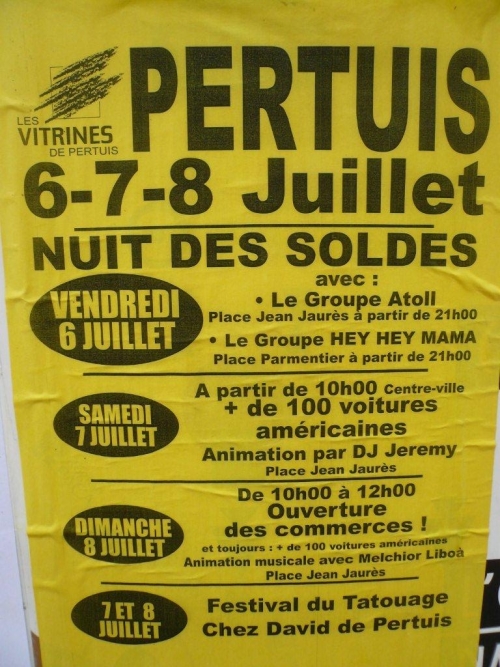 LES
VITRINES
DE PERTUIS
PERTUIS
6-7-8 Juillet
NUIT DES SOLDES
avec :
VENDREDI
6 JUILLET
• Le Groupe Atoll
Place Jean Jaurès à partir de 21h00
• Le Groupe HEY HEY MAMA
Place Parmentier à partir de 21h00
SAMEDI
7 JUILLET
A partir de 10h00 Centre-ville
+ de 100 voitures
américaines
Animation par DJ Jeremy
Place Jean Jaurès
DIMANCHE
8 JUILLET
De 10h00 à 12h00
Ouverture
des commerces !
et toujours : + de 100 voitures américaines
Animation musicale avec Melchior Liboà
Place Jean Jaurès
7 ET 8
JUILLET
Festival du Tatouage
Chez David de Pertuis